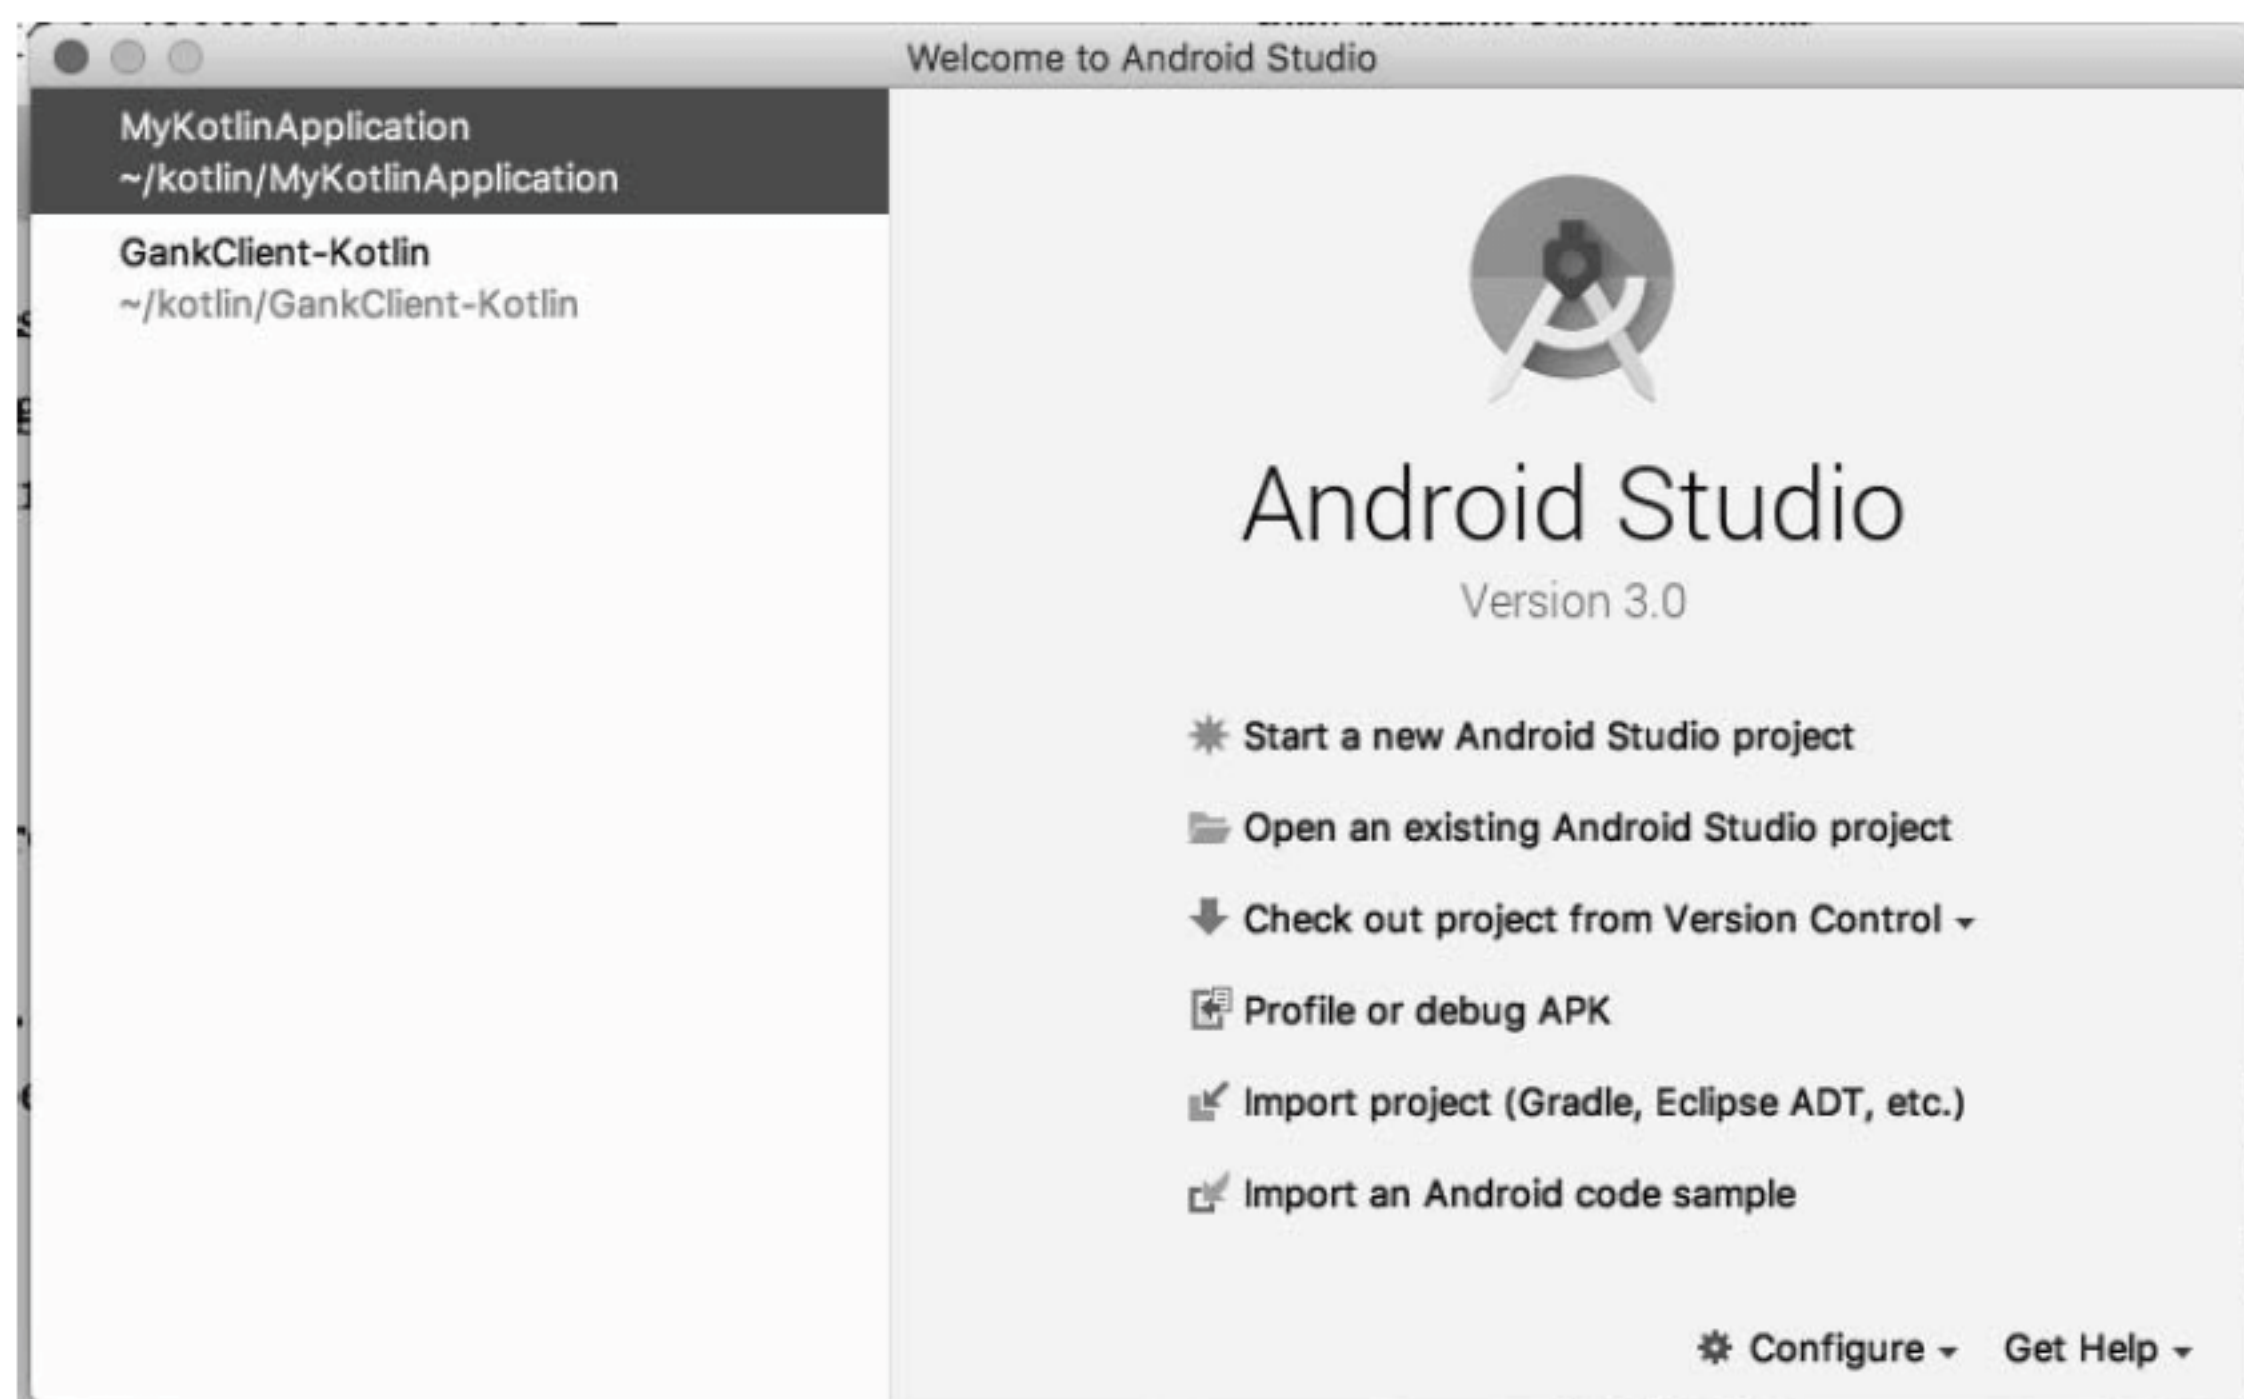 Welcome to Android Studio
MyKotlinApplication
~/kotlin/MyKotlinApplication
GankClient-Kotlin
~/kotlin/GankClient-Kotlin
Android Studio
Version 3.0
Start a new Android Studio project
Open an existing Android Studio project
Check out project from Version Control
Profile or debug APK
Import project (Gradle, Eclipse ADT, etc.)
Import an Android code sample
Configure
Get Help